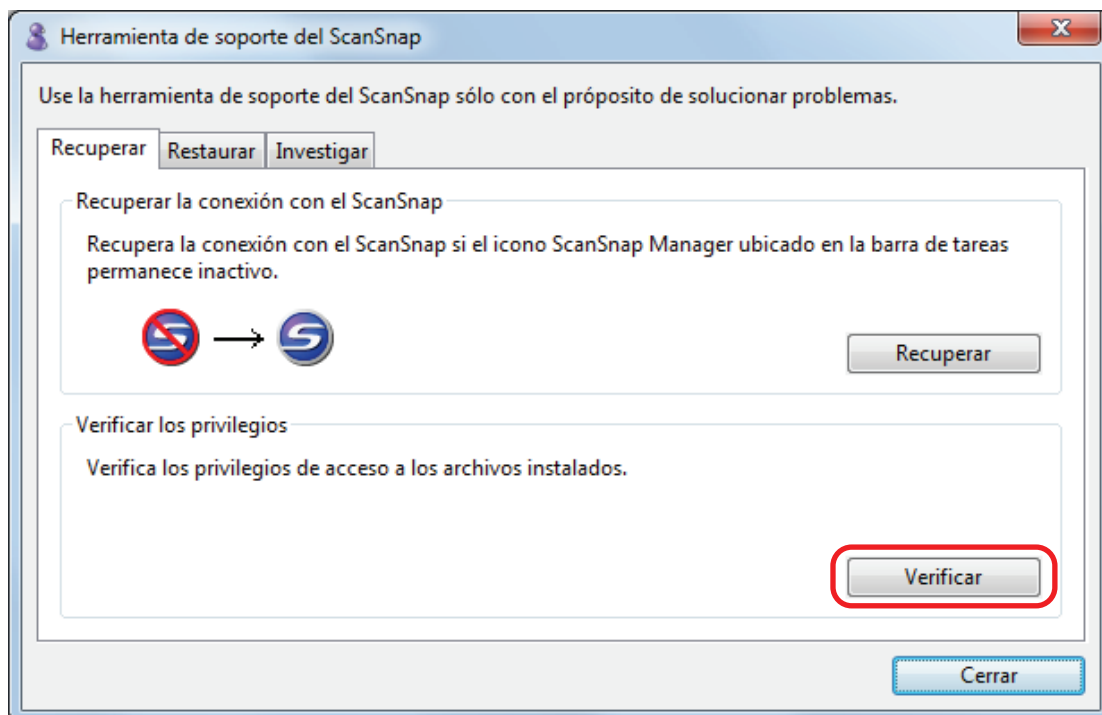 Herramienta de soporte del ScanSnap
Use la herramienta de soporte del ScanSnap sólo con el próposito de solucionar problemas.
Recuperar Restaurar Investigar
Recuperar la conexión con el ScanSnap
Recupera la conexión con el ScanSnap si el icono ScanSnap Manager ubicado en la barra de tareas
permanece inactivo.
Recuperar
Verificar los privilegios
Verifica los privilegios de acceso a los archivos instalados.
Verificar
Cerrar